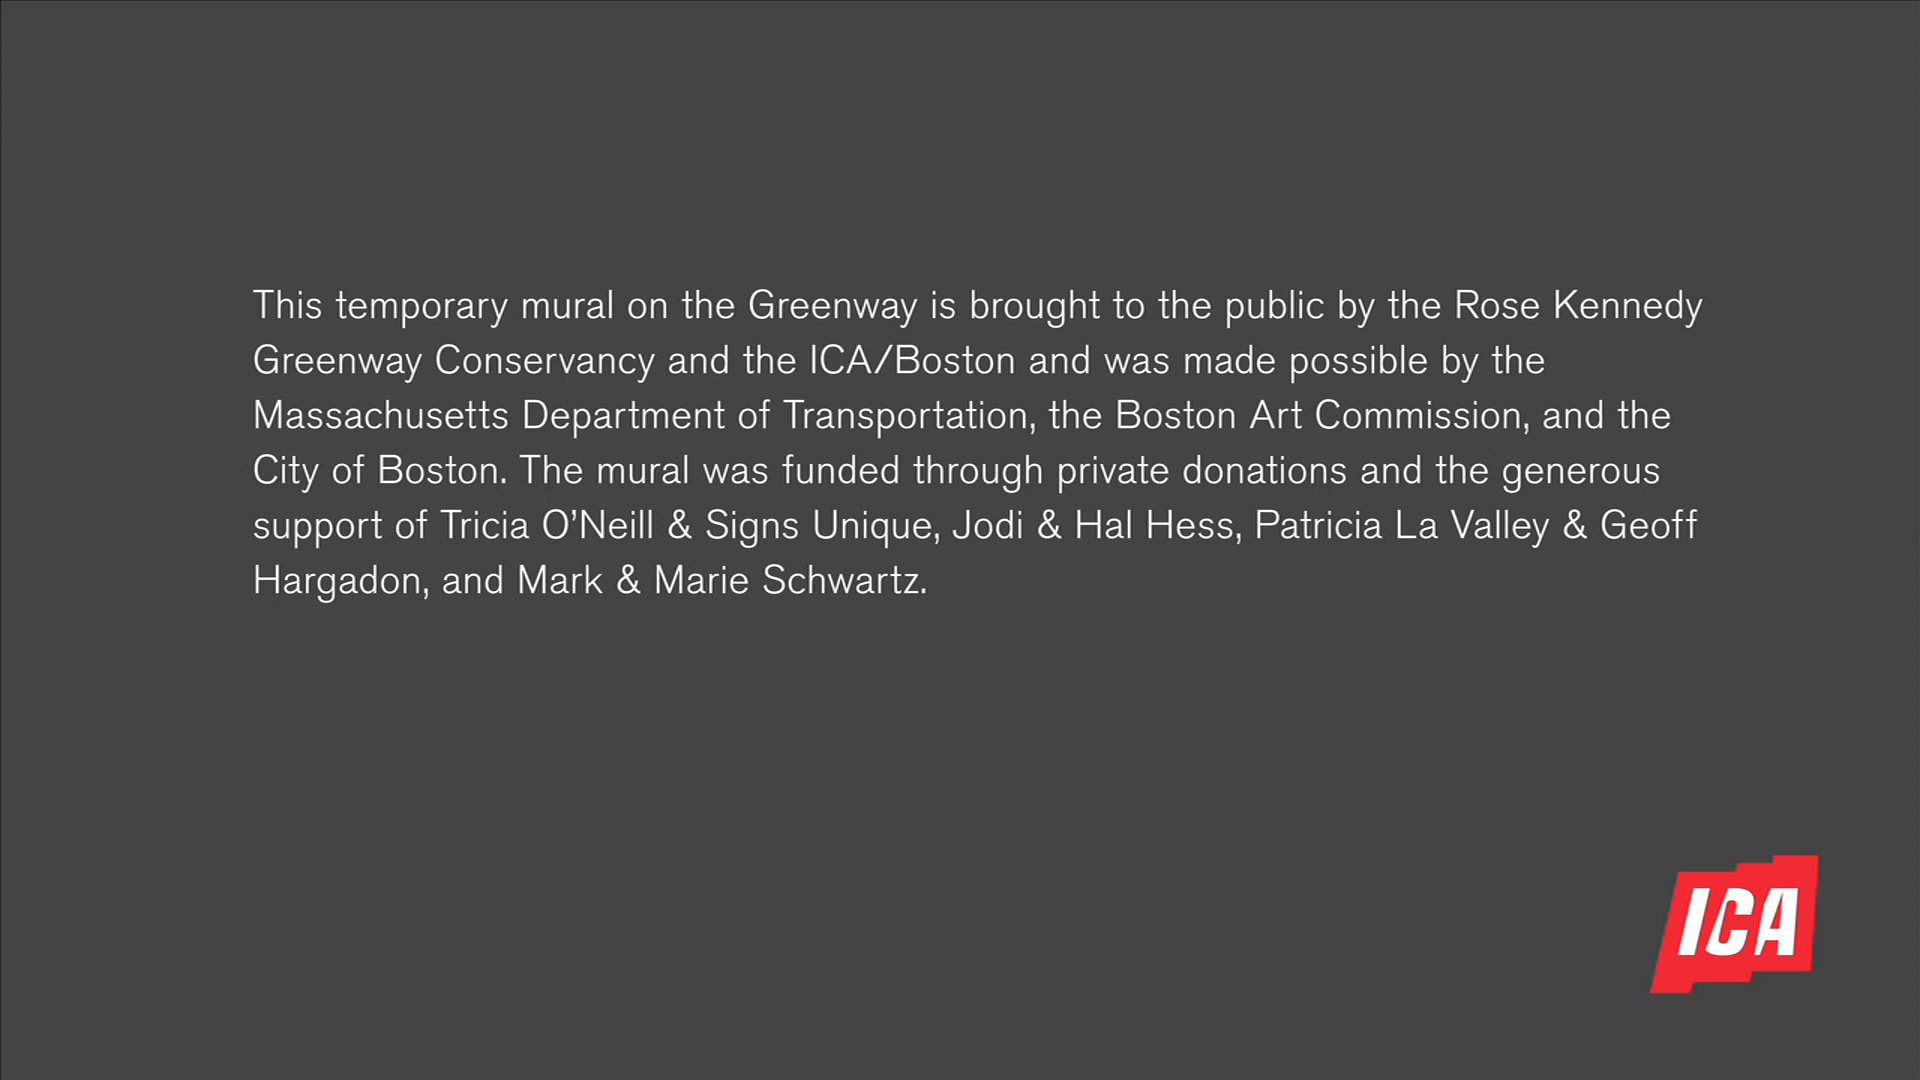 This temporary mural on the Greenway is brought to the public by the Rose Kennedy
Greenway Conservancy and the ICA/Boston and was made possible by the
Massachusetts Department of Transportation, the Boston Art Commission, and the
City of Boston. The mural was funded through private donations and the generous
support of Tricia O’Neill & Signs Unique, Jodi & Hal Hess, Patricia La Valley & Geoff
Hargadon, and Mark & Marie Schwartz.
ICA